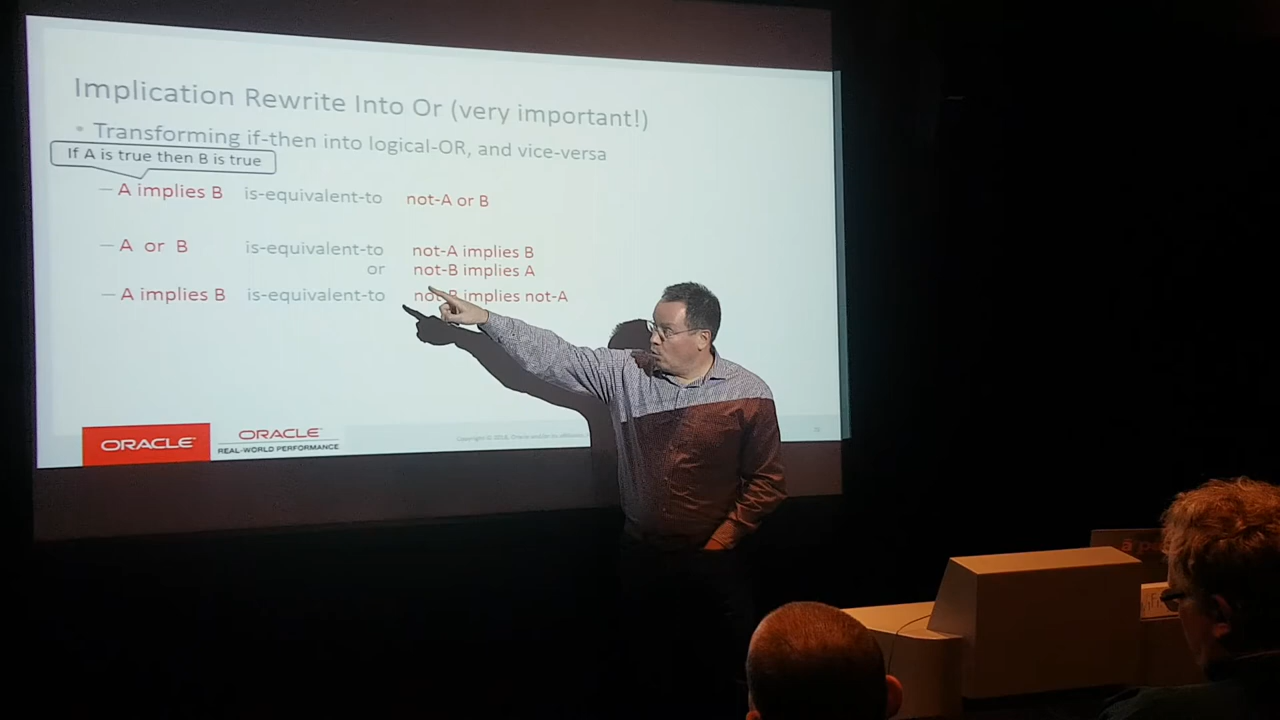 Implication Rewrite Into Or (very important!)
• Transforming if-then into logical-OR, and vice-versa
If A is true then B is true
– A implies B is-equivalent-to not-A or B
– A or B is-equivalent-to not-A implies B
or not-B implies A
– A implies B is-equivalent-to not-B implies not-A
ORACLE
ORACLE
REAL-WORLD PERFORMANCE